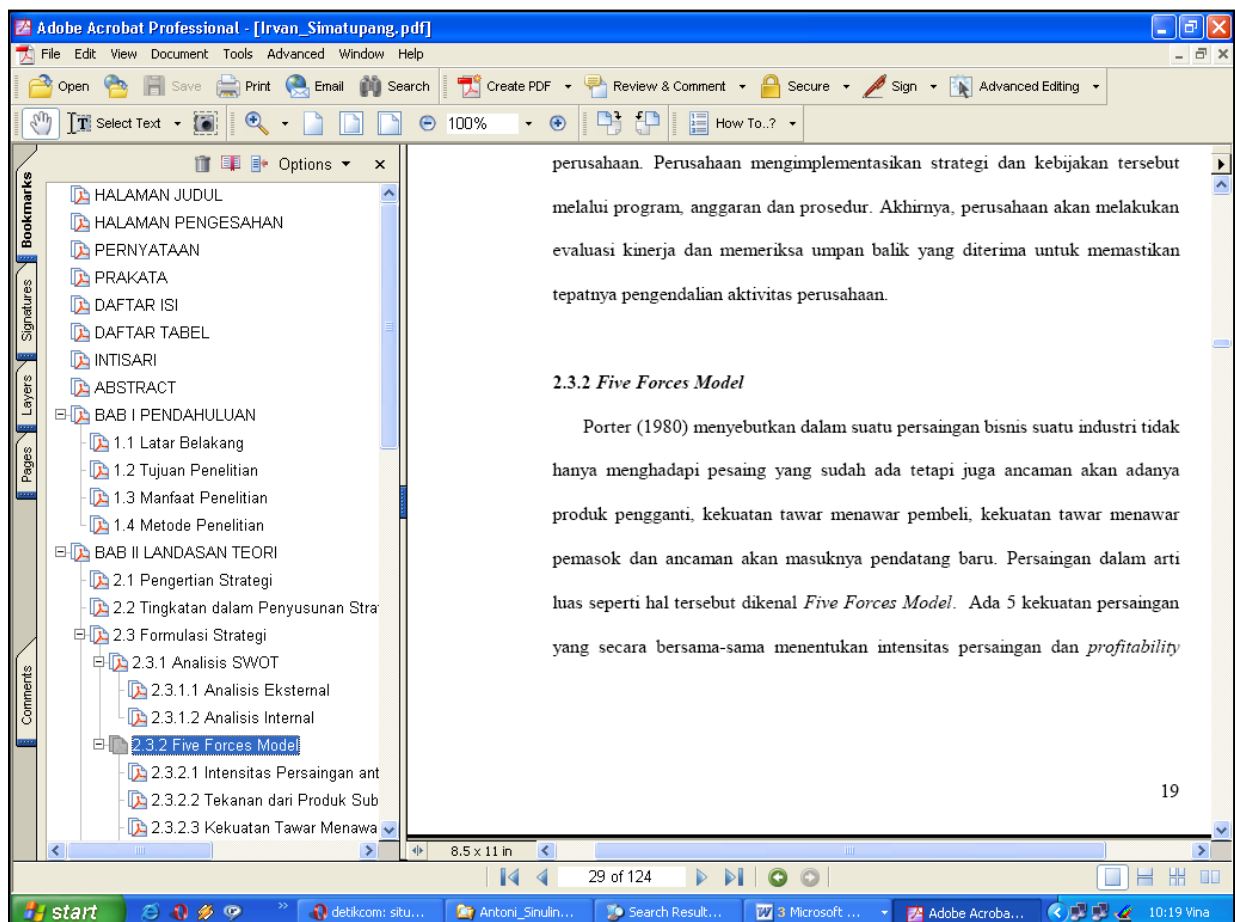 Adobe Acrobat Professional - [Irvan_Simatupang.pdf]
File Edit View Document Tools Advanced Window Help
Open Save Print Email Search Create PDF Review & Comment Secure Sign Advanced Editing
Select Text 100% How To..?
Options
Bookmarks
Signatures
Layers
Pages
Comments
HALAMAN JUDUL
HALAMAN PENGESAHAN
PERNYATAAN
PRAKATA
DAFTAR ISI
DAFTAR TABEL
INTISARI
ABSTRACT
BAB I PENDAHULUAN
1.1 Latar Belakang
1.2 Tujuan Penelitian
1.3 Manfaat Penelitian
1.4 Metode Penelitian
BAB II LANDASAN TEORI
2.1 Pengertian Strategi
2.2 Tingkatan dalam Penyusunan Stra
2.3 Formulasi Strategi
2.3.1 Analisis SWOT
2.3.1.1 Analisis Eksternal
2.3.1.2 Analisis Internal
2.3.2 Five Forces Model
2.3.2.1 Intensitas Persaingan ant
2.3.2.2 Tekanan dari Produk Sub
2.3.2.3 Kekuatan Tawar Menawa
perusahaan. Perusahaan mengimplementasikan strategi dan kebijakan tersebut
melalui program, anggaran dan prosedur. Akhirnya, perusahaan akan melakukan
evaluasi kinerja dan memeriksa umpan balik yang diterima untuk memastikan
tepatnya pengendalian aktivitas perusahaan.
2.3.2 Five Forces Model
Porter (1980) menyebutkan dalam suatu persaingan bisnis suatu industri tidak
hanya menghadapi pesaing yang sudah ada tetapi juga ancaman akan adanya
produk pengganti, kekuatan tawar menawar pembeli, kekuatan tawar menawar
pemasok dan ancaman akan masuknya pendatang baru. Persaingan dalam arti
luas seperti hal tersebut dikenal Five Forces Model. Ada 5 kekuatan persaingan
yang secara bersama-sama menentukan intensitas persaingan dan profitability
19
8.5 x 11 in
29 of 124
start detikcom: situ... Antoni_Sinulin... Search Result... 3 Microsoft ... Adobe Acroba... 10:19 Vina